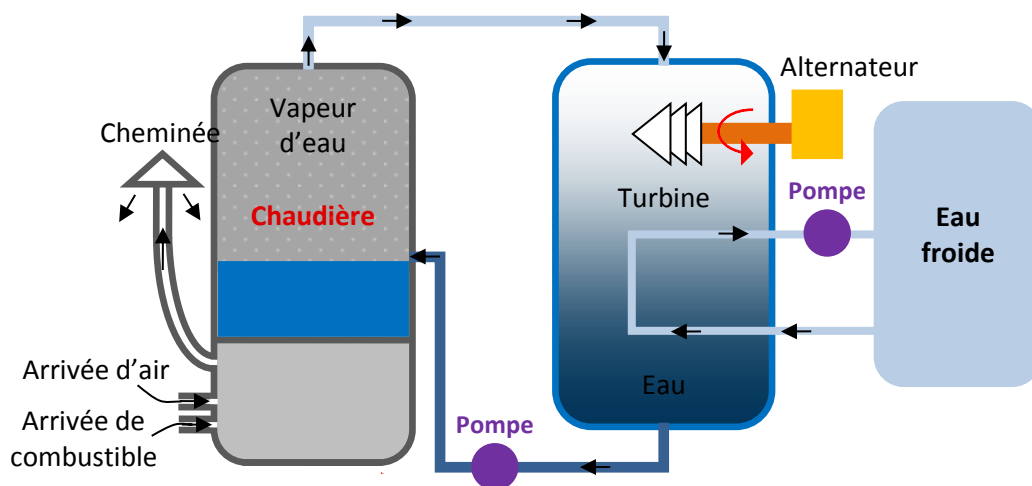 Alternateur
Vapeur
d’eau
Cheminée
Chaudière
Turbine
Pompe
Eau
froide
Arrivée d’air
Arrivée de
combustible
Eau
Pompe